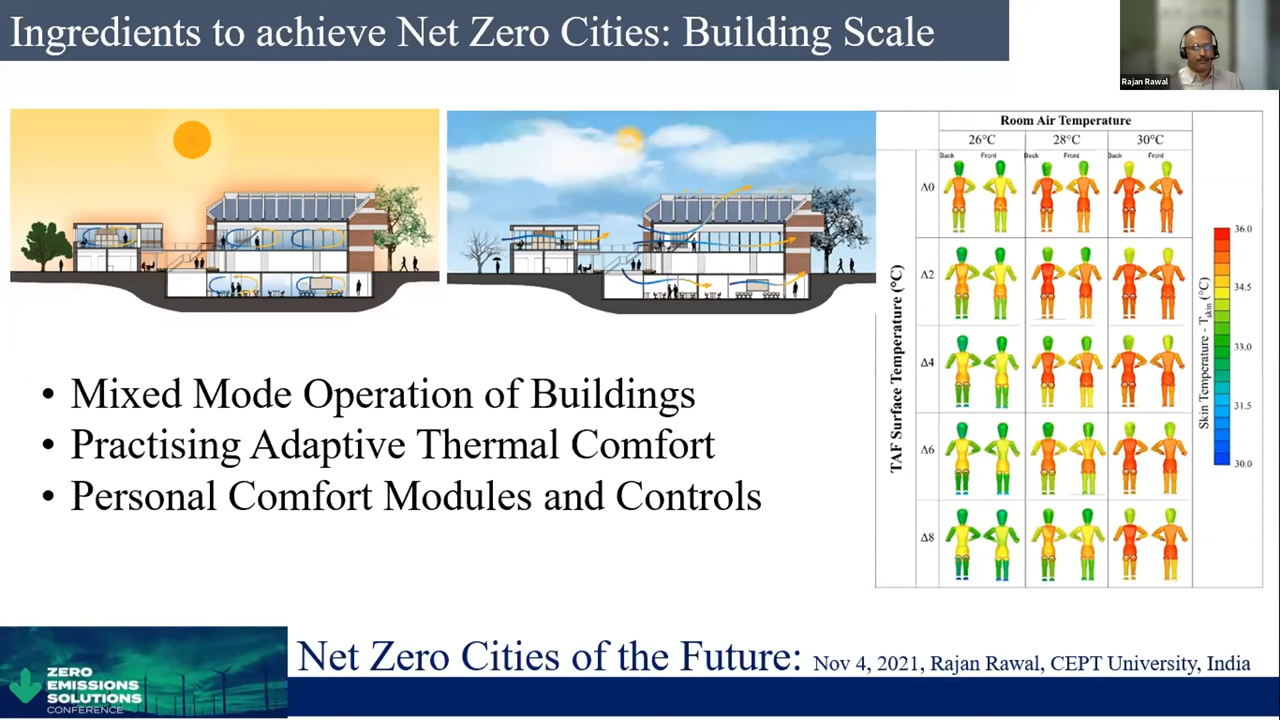 Ingredients to achieve Net Zero Cities: Building Scale
Rajan Rawal
Room Air Temperature
26°C 28°C 30°C
Back Front Back Front Back Front
Δ0
Δ2
Δ4
Δ6
Δ8
TAF Surface Temperature (°C)
Skin Temperature - Tskin (°C)
36.0
34.5
33.0
31.5
30.0
• Mixed Mode Operation of Buildings
• Practising Adaptive Thermal Comfort
• Personal Comfort Modules and Controls
ZERO
EMISSIONS
SOLUTIONS
CONFERENCE
Net Zero Cities of the Future: Nov 4, 2021, Rajan Rawal, CEPT University, India